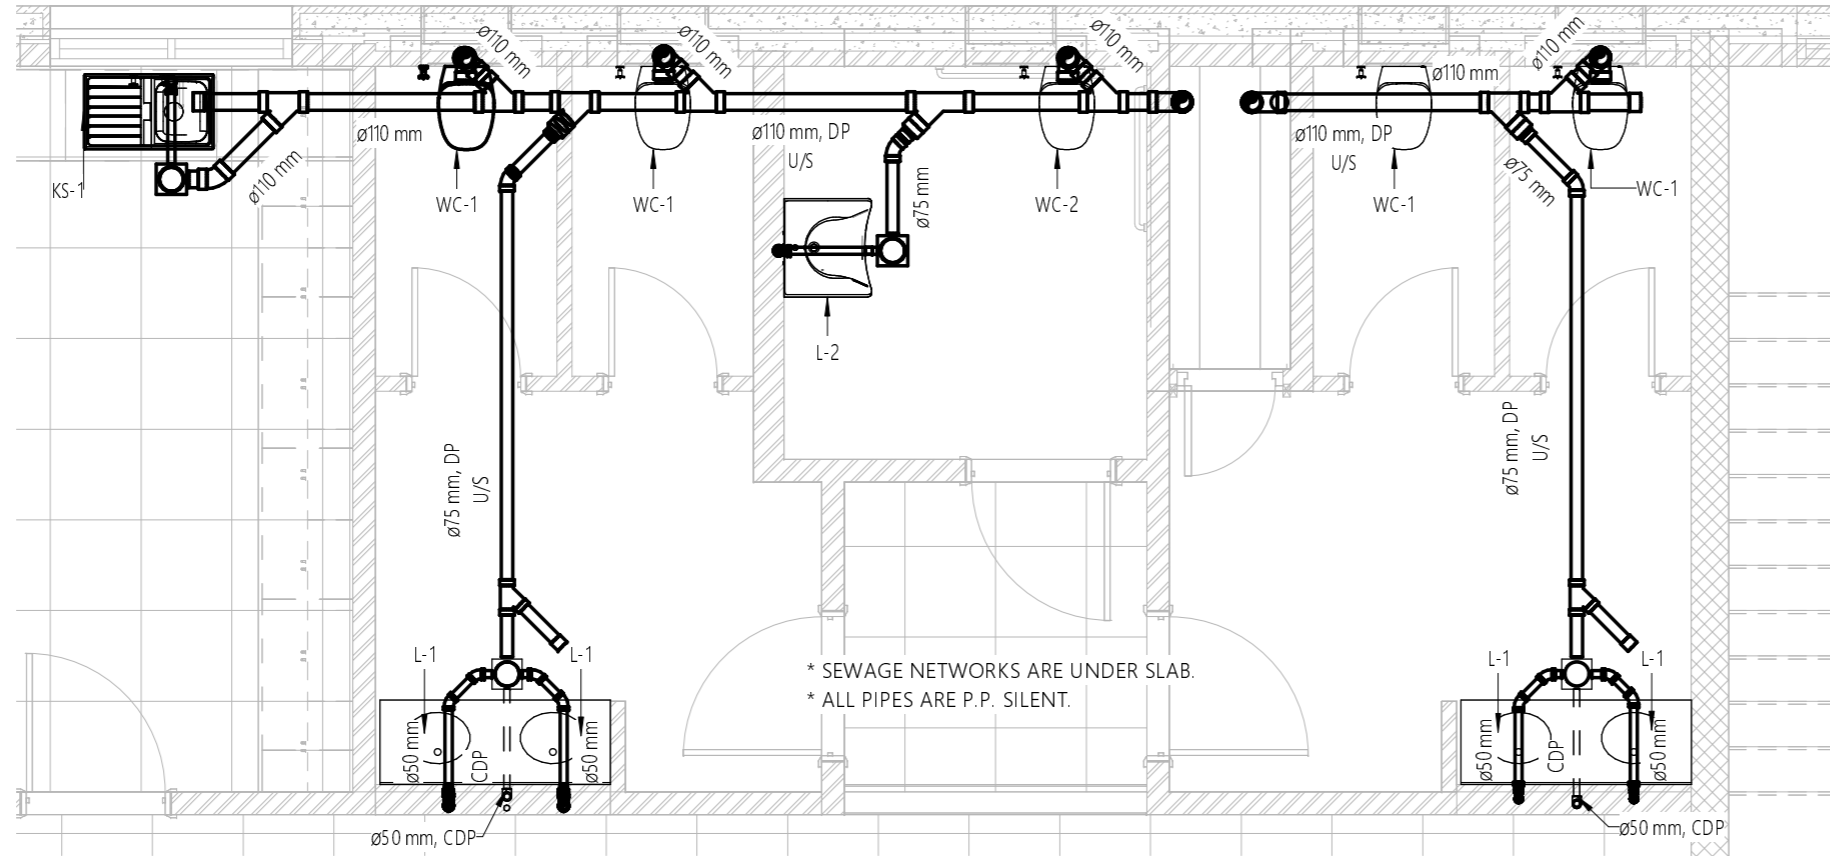 ø110 mm
ø110 mm
ø110 mm
ø110 mm
ø110 mm
ø110 mm
ø110 mm, DP
U/S
ø110 mm, DP
U/S
KS-1
ø110 mm
WC-1
WC-1
ø75 mm
WC-2
WC-1
ø75 mm
WC-1
L-2
ø75 mm, DP
U/S
ø75 mm, DP
U/S
L-1
L-1
* SEWAGE NETWORKS ARE UNDER SLAB.
* ALL PIPES ARE P.P. SILENT.
L-1
L-1
ø50 mm
CDP
ø50 mm
ø50 mm
CDP
ø50 mm
ø50 mm, CDP
ø50 mm, CDP